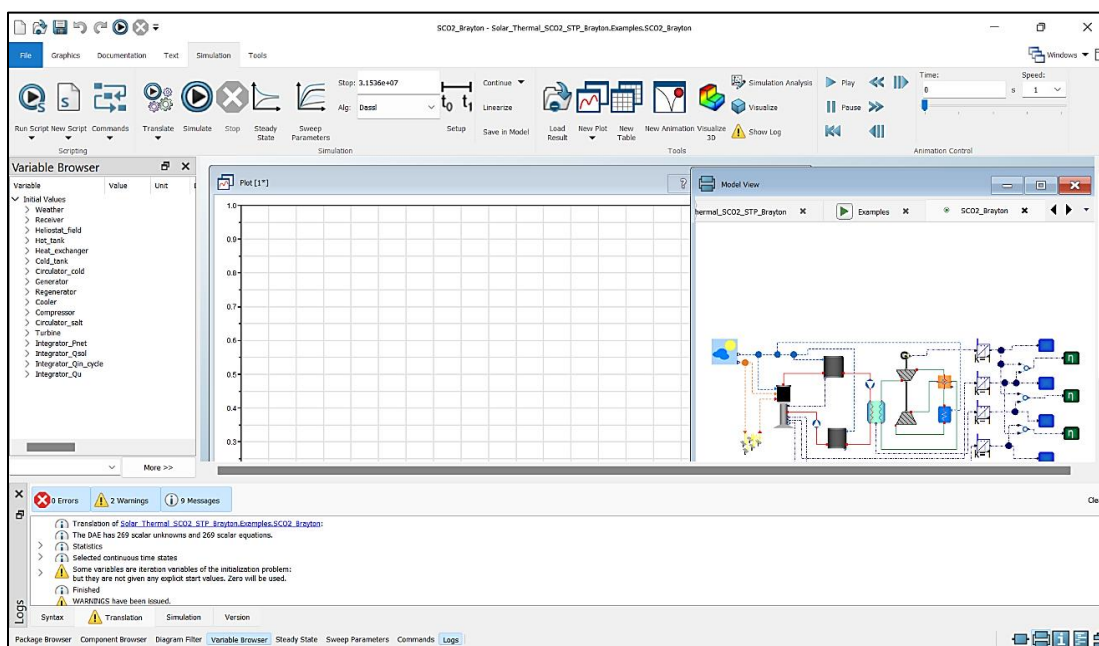 SCO2_Brayton - Solar_Thermal_SCO2_STP_Brayton.Examples.SCO2_Brayton
File Graphics Documentation Text Simulation Tools
Windows
Stop: 3.1536e+07
Alg: Dassl
Continue
Linearize
Save in Model
Run Script New Script Commands
Translate Simulate Stop Steady State Sweep Parameters
t0 t1
Setup
Load Result New Plot New Table New Animation Visualize 3D
Simulation Analysis
Visualize
Show Log
Play
Pause
Time:
0 s
Speed:
1
Scripting Simulation Tools Animation Control
Variable Browser
Variable Value Unit
Initial Values
Weather
Receiver
Heliostat_field
Hot_tank
Heat_exchanger
Cold_tank
Circulator_cold
Generator
Regenerator
Cooler
Compressor
Circulator_salt
Turbine
Integrator_Pnet
Integrator_Qsol
Integrator_Qin_cycle
Integrator_Qu
More >>
Plot [1*]
1.0
0.9
0.8
0.7
0.6
0.5
0.4
0.3
Model View
hermal_SCO2_STP_Brayton Examples SCO2_Brayton
k=1
k=1
k=1
k=1
η
η
η
0 Errors 2 Warnings 9 Messages
Cle
Translation of Solar_Thermal_SCO2_STP_Brayton.Examples.SCO2_Brayton:
The DAE has 269 scalar unknowns and 269 scalar equations.
Statistics
Selected continuous time states
Some variables are iteration variables of the initialization problem:
but they are not given any explicit start values. Zero will be used.
Finished
WARNINGS have been issued.
Logs
Syntax Translation Simulation Version
Package Browser Component Browser Diagram Filter Variable Browser Steady State Sweep Parameters Commands Logs